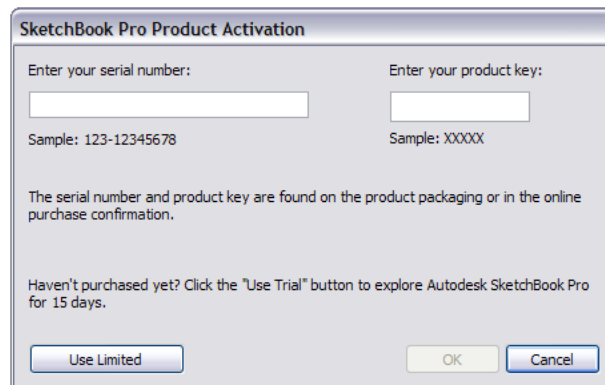 SketchBook Pro Product Activation
Enter your serial number:
Enter your product key:
Sample: 123-12345678
Sample: XXXXX
The serial number and product key are found on the product packaging or in the online
purchase confirmation.
Haven't purchased yet? Click the "Use Trial" button to explore Autodesk SketchBook Pro
for 15 days.
Use Limited
OK
Cancel